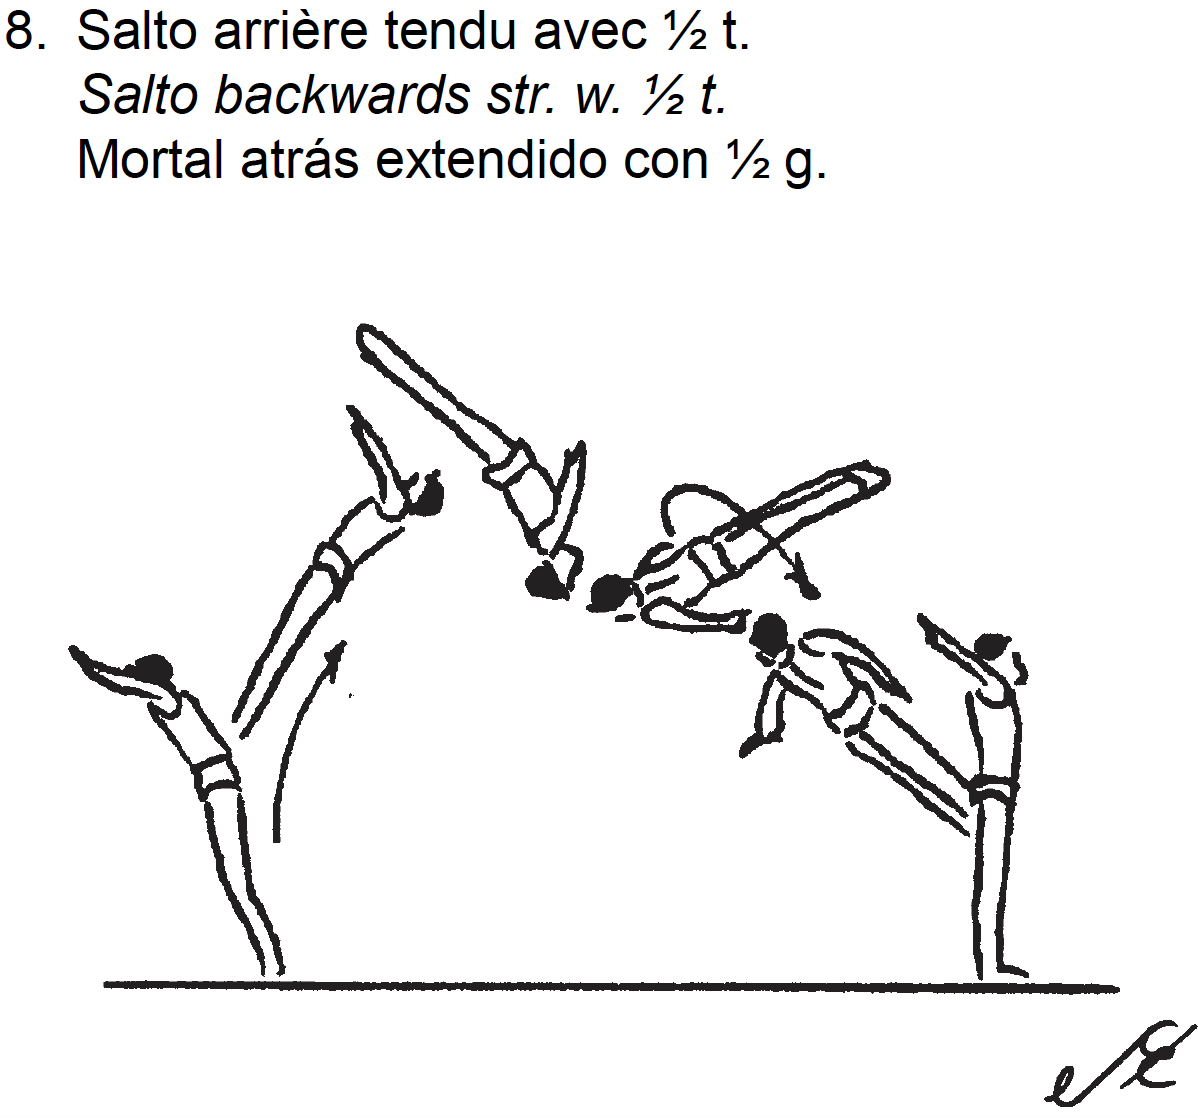 8. Salto arrière tendu avec ½ t.
Salto backwards str. w. ½ t.
Mortal atrás extendido con ½ g.